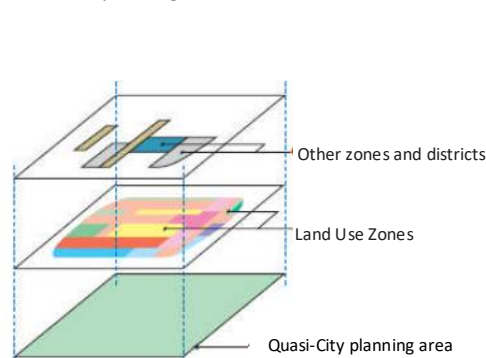 Other zones and districts
Land Use Zones
Quasi-City planning area